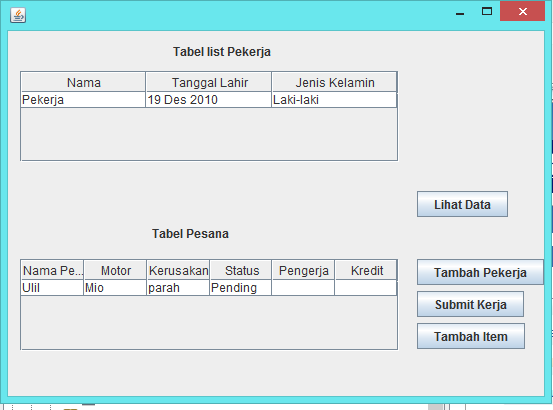 Tabel list Pekerja
Nama Tanggal Lahir Jenis Kelamin
Pekerja 19 Des 2010 Laki-laki
Lihat Data
Tabel Pesana
Nama Pe... Motor Kerusakan Status Pengerja Kredit
Ulil Mio parah Pending
Tambah Pekerja
Submit Kerja
Tambah Item